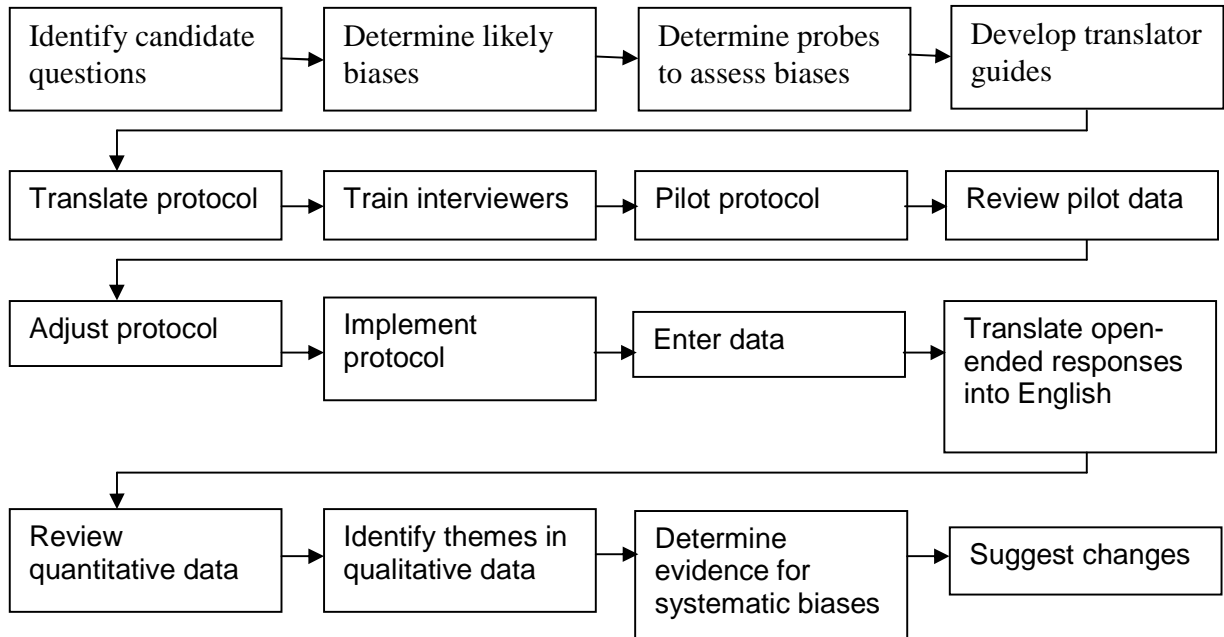 Identify candidate
questions
Determine likely
biases
Determine probes
to assess biases
Develop translator
guides
Translate protocol
Train interviewers
Pilot protocol
Review pilot data
Adjust protocol
Implement
protocol
Enter data
Translate open-
ended responses
into English
Review
quantitative data
Identify themes in
qualitative data
Determine
evidence for
systematic biases
Suggest changes